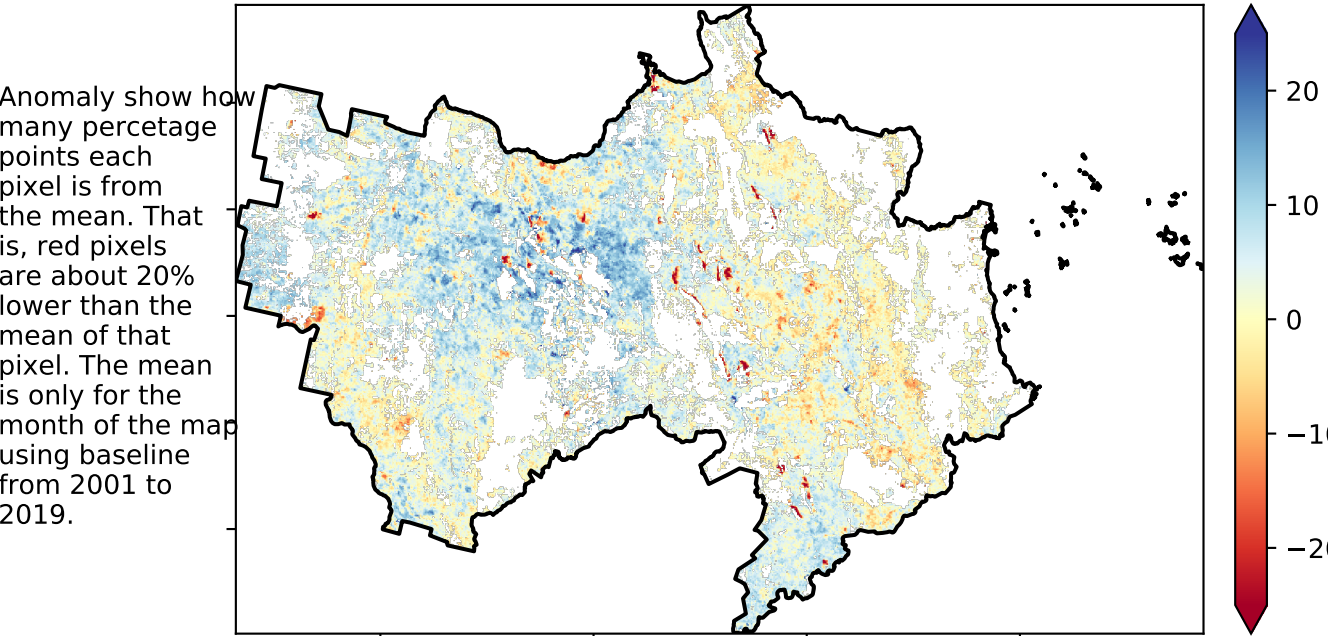 Anomaly show how
many percetage
points each
pixel is from
the mean. That
is, red pixels
are about 20%
lower than the
mean of that
pixel. The mean
is only for the
month of the map
using baseline
from 2001 to
2019.
20
10
0
−10
−20